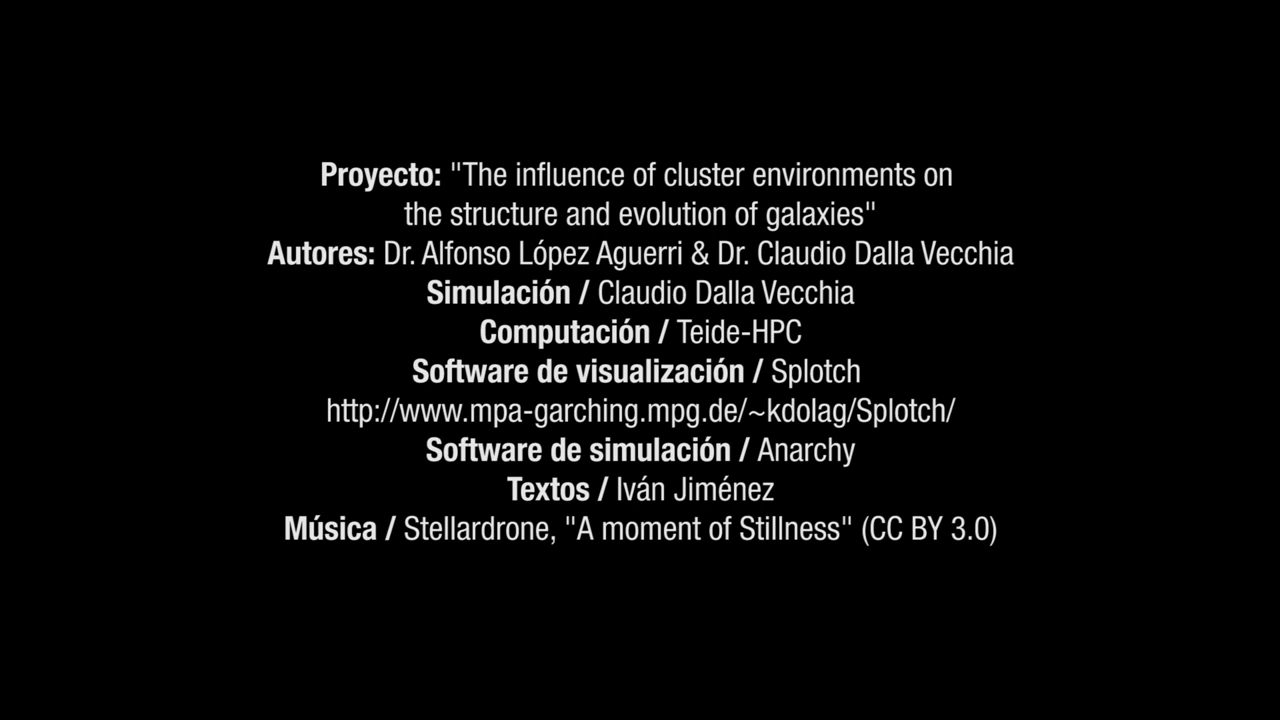 Proyecto: "The influence of cluster environments on
the structure and evolution of galaxies"
Autores: Dr. Alfonso López Aguerri & Dr. Claudio Dalla Vecchia
Simulación / Claudio Dalla Vecchia
Computación / Teide-HPC
Software de visualización / Splotch
http://www.mpa-garching.mpg.de/~kdolag/Splotch/
Software de simulación / Anarchy
Textos / Iván Jiménez
Música / Stellardrone, "A moment of Stillness" (CC BY 3.0)